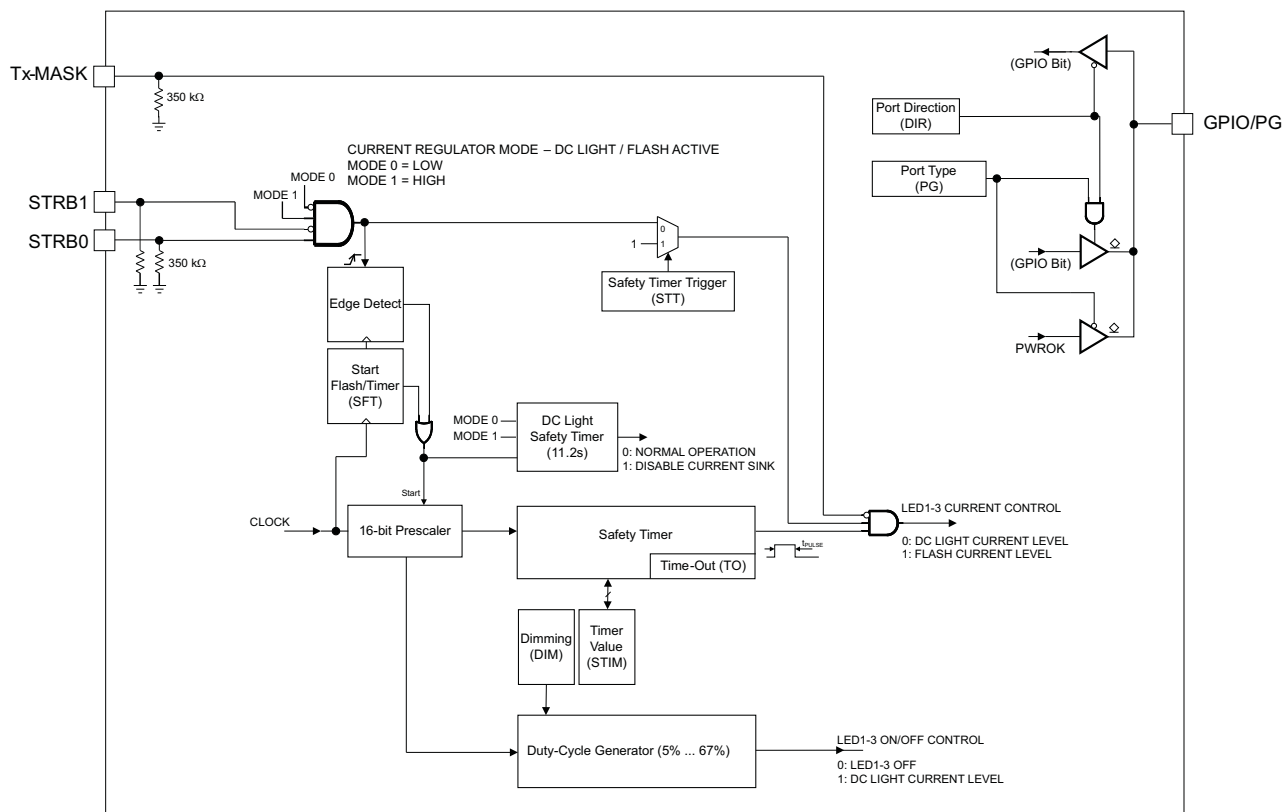 Tx-MASK
350 kΩ
(GPIO Bit)
Port Direction
(DIR)
GPIO/PG
CURRENT REGULATOR MODE – DC LIGHT / FLASH ACTIVE
MODE 0 = LOW
MODE 1 = HIGH
MODE 0
MODE 1
Port Type
(PG)
STRB1
STRB0
350 kΩ
0
1
1
(GPIO Bit)
Safety Timer Trigger
(STT)
Edge Detect
PWROK
Start
Flash/Timer
(SFT)
MODE 0
MODE 1
DC Light
Safety Timer
(11.2s)
0: NORMAL OPERATION
1: DISABLE CURRENT SINK
Start
CLOCK
16-bit Prescaler
Safety Timer
Time-Out (TO)
tPULSE
LED1-3 CURRENT CONTROL
0: DC LIGHT CURRENT LEVEL
1: FLASH CURRENT LEVEL
Dimming
(DIM)
Timer
Value
(STIM)
Duty-Cycle Generator (5% ... 67%)
LED1-3 ON/OFF CONTROL
0: LED1-3 OFF
1: DC LIGHT CURRENT LEVEL